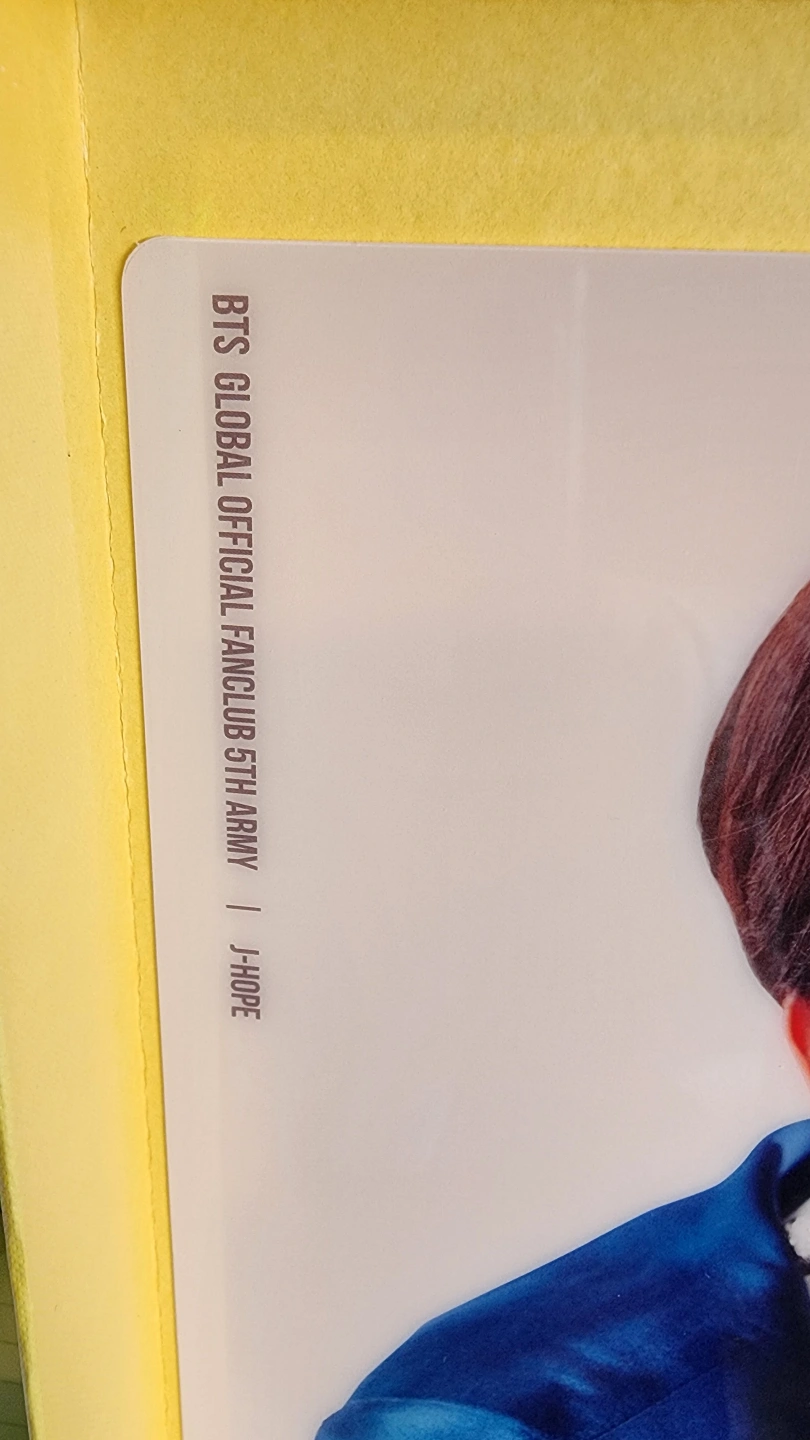 BTS GLOBAL OFFICIAL FANCLUB 5TH ARMY | J-HOPE